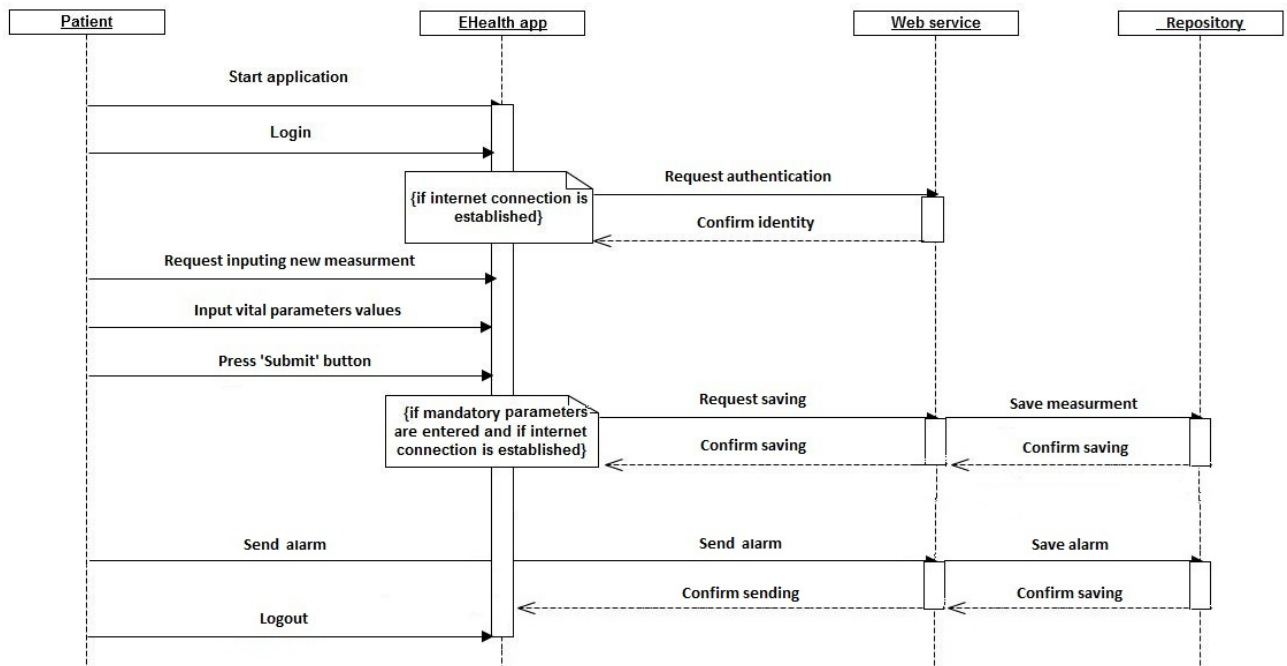 Patient
EHealth app
Web service
Repository
Start application
Login
{if internet connection is
established}
Request authentication
Confirm identity
Request inputing new measurment
Input vital parameters values
Press 'Submit' button
{if mandatory parameters
are entered and if internet
connection is established}
Request saving
Save measurment
Confirm saving
Confirm saving
Send alarm
Send alarm
Save alarm
Confirm sending
Confirm saving
Logout